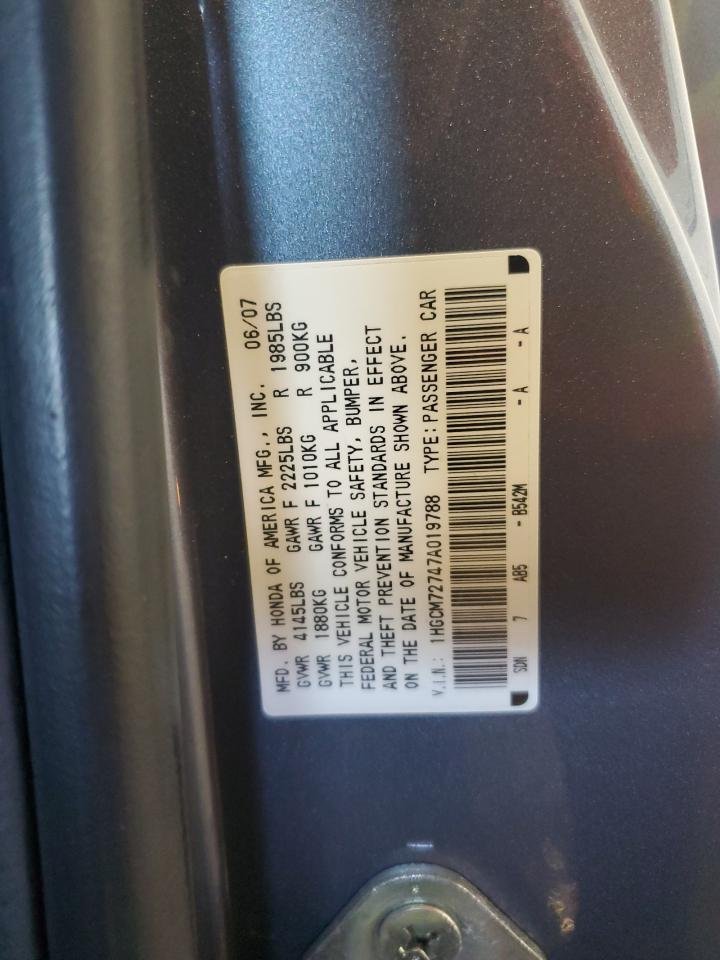 MFD. BY HONDA OF AMERICA MFG., INC. 06/07
GVWR 4145LBS GAWR F 2225LBS R 1985LBS
GVWR 1880KG GAWR F 1010KG R 900KG
THIS VEHICLE CONFORMS TO ALL APPLICABLE
FEDERAL MOTOR VEHICLE SAFETY, BUMPER,
AND THEFT PREVENTION STANDARDS IN EFFECT
ON THE DATE OF MANUFACTURE SHOWN ABOVE.
V.I.N.: 1HGCM72747A019788 TYPE: PASSENGER CAR
SDN 7 AB5 - B542M - A - A